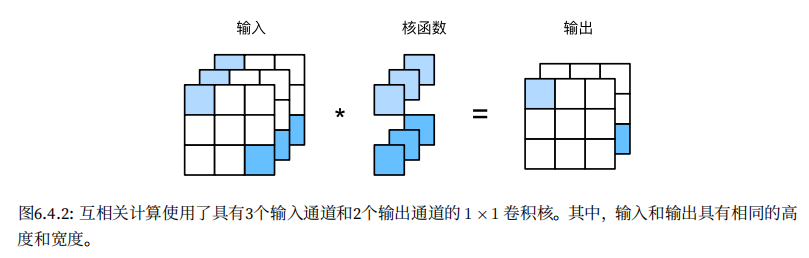 输入 核函数 输出
* =
图6.4.2: 互相关计算使用了具有3个输入通道和2个输出通道的 1 × 1 卷积核。其中，输入和输出具有相同的高
度和宽度。